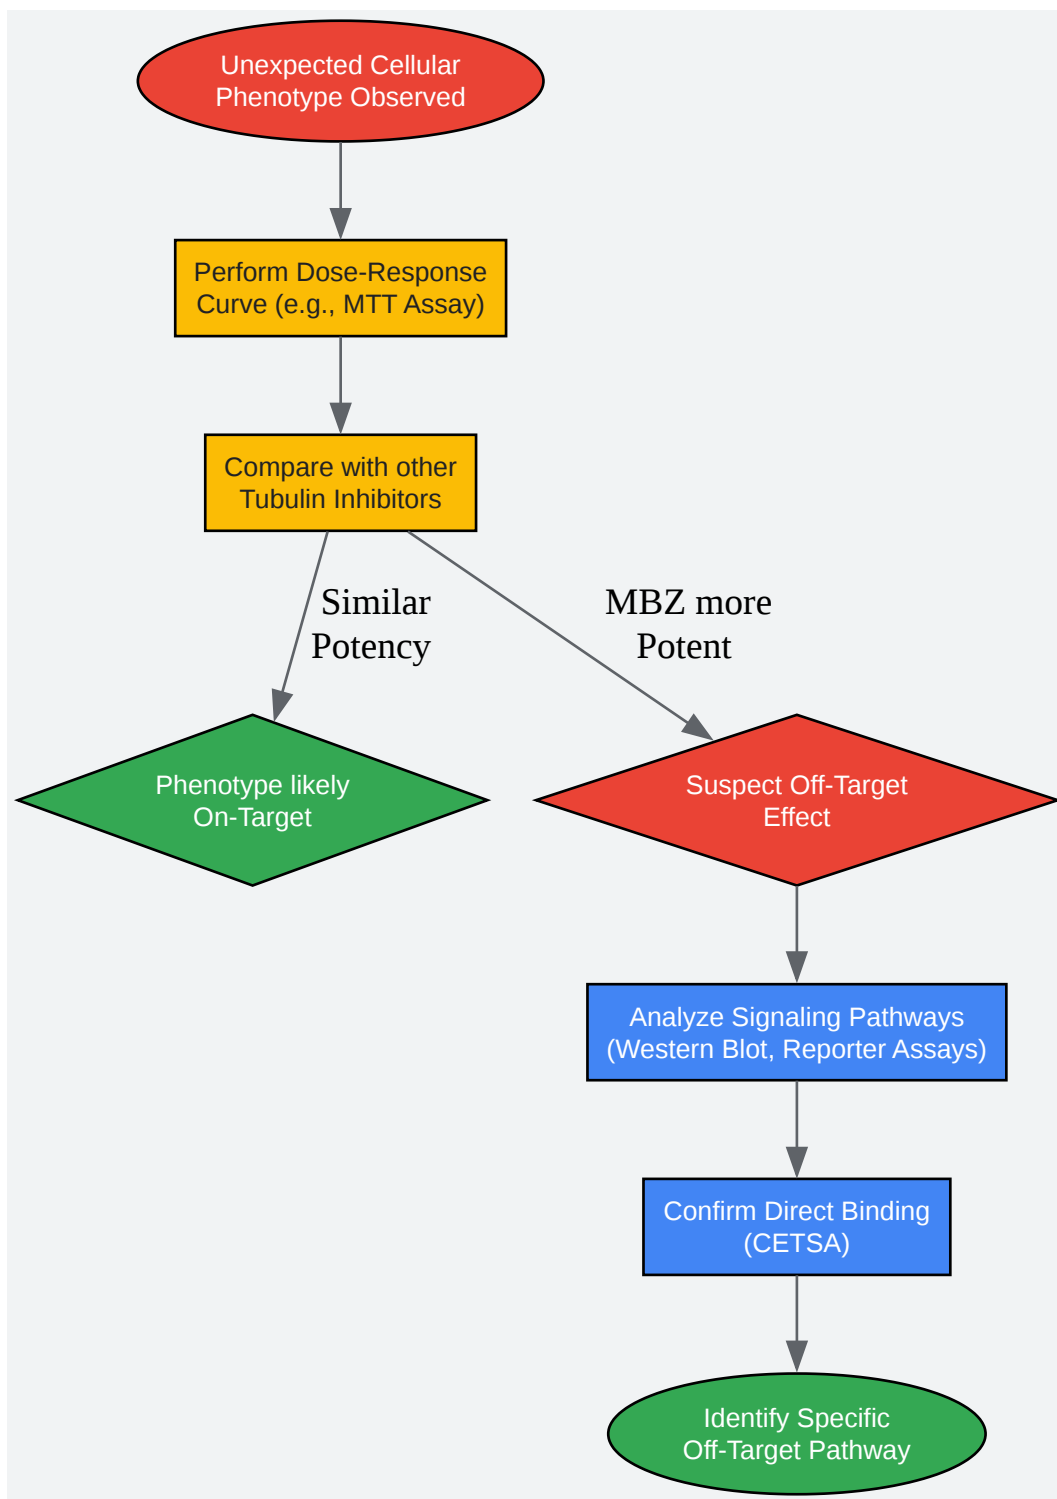 Unexpected Cellular
Phenotype Observed
Perform Dose-Response
Curve (e.g., MTT Assay)
Compare with other
Tubulin Inhibitors
Similar
Potency
MBZ more
Potent
Phenotype likely
On-Target
Suspect Off-Target
Effect
Analyze Signaling Pathways
(Western Blot, Reporter Assays)
Confirm Direct Binding
(CETSA)
Identify Specific
Off-Target Pathway